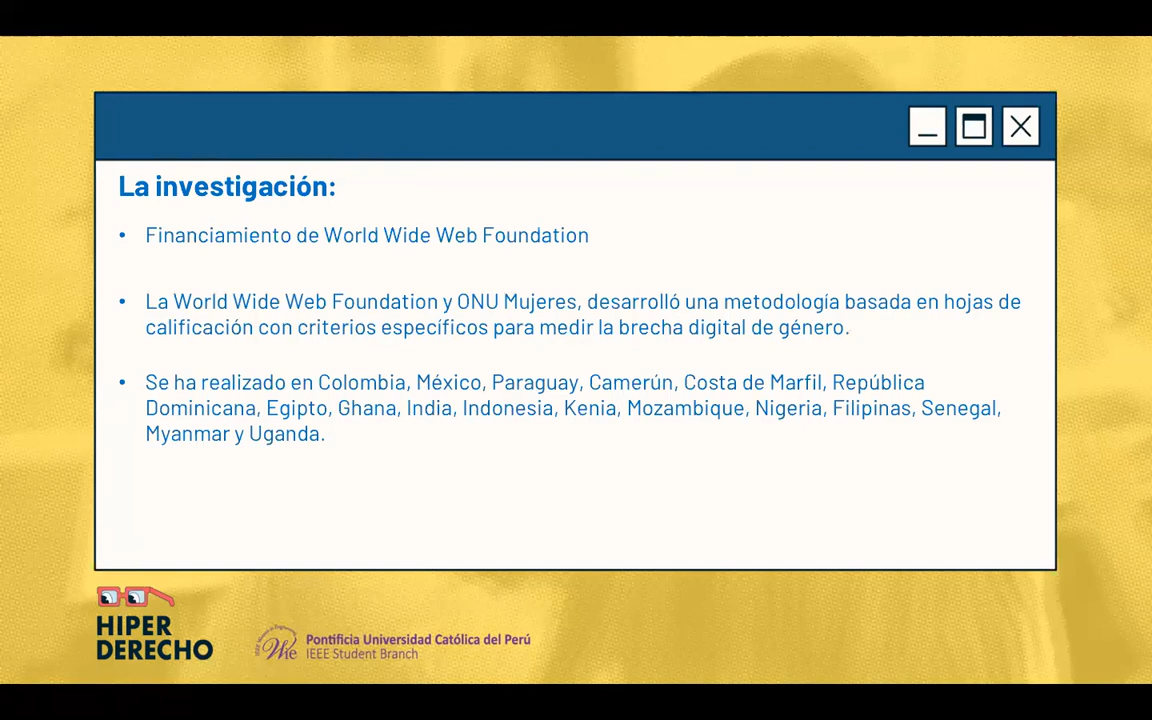 La investigación:
• Financiamiento de World Wide Web Foundation
• La World Wide Web Foundation y ONU Mujeres, desarrolló una metodología basada en hojas de
calificación con criterios específicos para medir la brecha digital de género.
• Se ha realizado en Colombia, México, Paraguay, Camerún, Costa de Marfil, República
Dominicana, Egipto, Ghana, India, Indonesia, Kenia, Mozambique, Nigeria, Filipinas, Senegal,
Myanmar y Uganda.
HIPER
DERECHO
Wie
Pontificia Universidad Católica del Perú
IEEE Student Branch